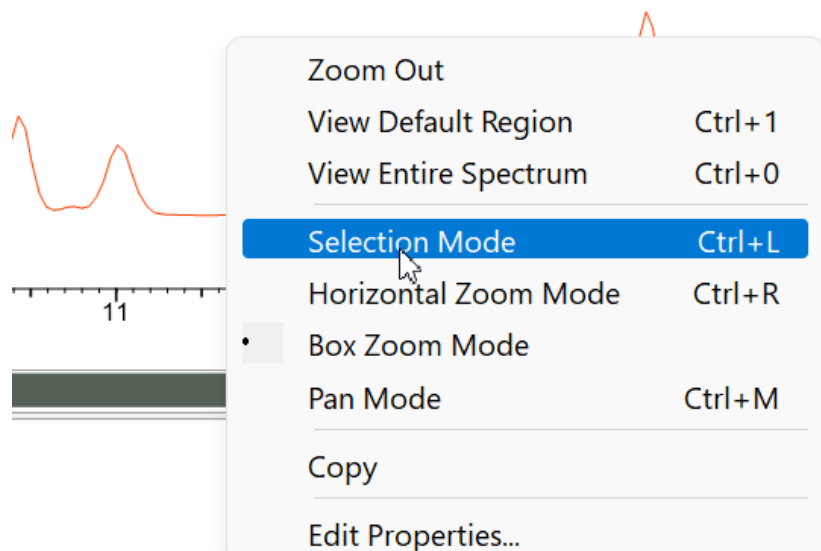 Zoom Out
View Default Region Ctrl+1
View Entire Spectrum Ctrl+0
Selection Mode Ctrl+L
Horizontal Zoom Mode Ctrl+R
11
Box Zoom Mode
Pan Mode Ctrl+M
Copy
Edit Properties...